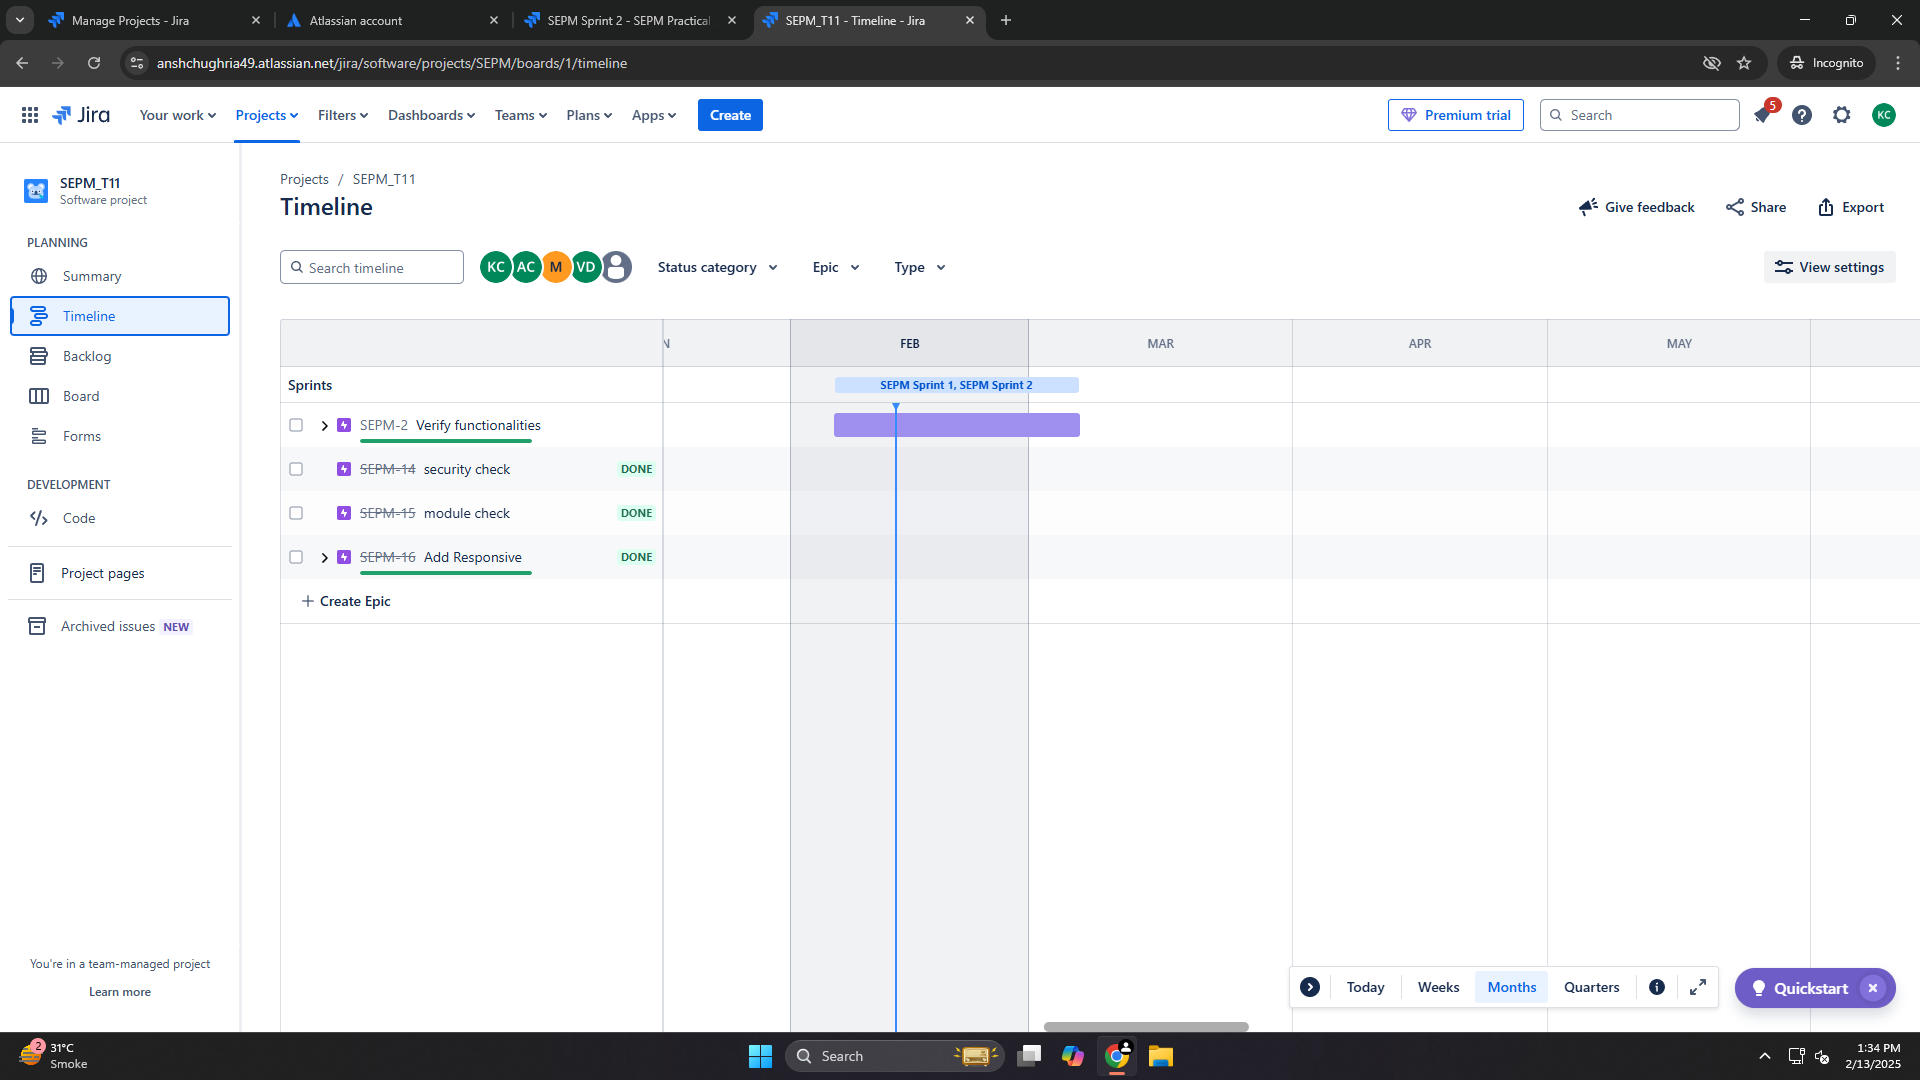 Manage Projects - Jira
Atlassian account
SEPM Sprint 2 - SEPM Practical
SEPM_T11 - Timeline - Jira
anshchughria49.atlassian.net/jira/software/projects/SEPM/boards/1/timeline
Incognito
Jira
Your work
Projects
Filters
Dashboards
Teams
Plans
Apps
Create
Premium trial
Search
5
KC
SEPM_T11
Software project
PLANNING
Summary
Timeline
Backlog
Board
Forms
DEVELOPMENT
Code
Project pages
Archived issues NEW
You're in a team-managed project
Learn more
Projects / SEPM_T11
Timeline
Give feedback
Share
Export
Search timeline
KC AC M VD
Status category
Epic
Type
View settings
N FEB MAR APR MAY
Sprints
SEPM Sprint 1, SEPM Sprint 2
SEPM-2 Verify functionalities
SEPM-14 security check DONE
SEPM-15 module check DONE
SEPM-16 Add Responsive DONE
+ Create Epic
Today
Weeks
Months
Quarters
Quickstart
2
31°C
Smoke
Search
1:34 PM
2/13/2025